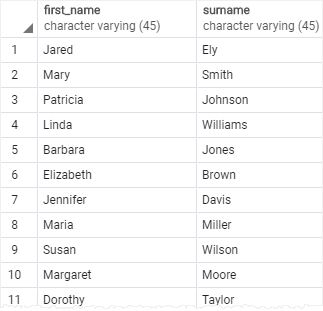 first_name surname
character varying (45) character varying (45)
1 Jared Ely
2 Mary Smith
3 Patricia Johnson
4 Linda Williams
5 Barbara Jones
6 Elizabeth Brown
7 Jennifer Davis
8 Maria Miller
9 Susan Wilson
10 Margaret Moore
11 Dorothy Taylor